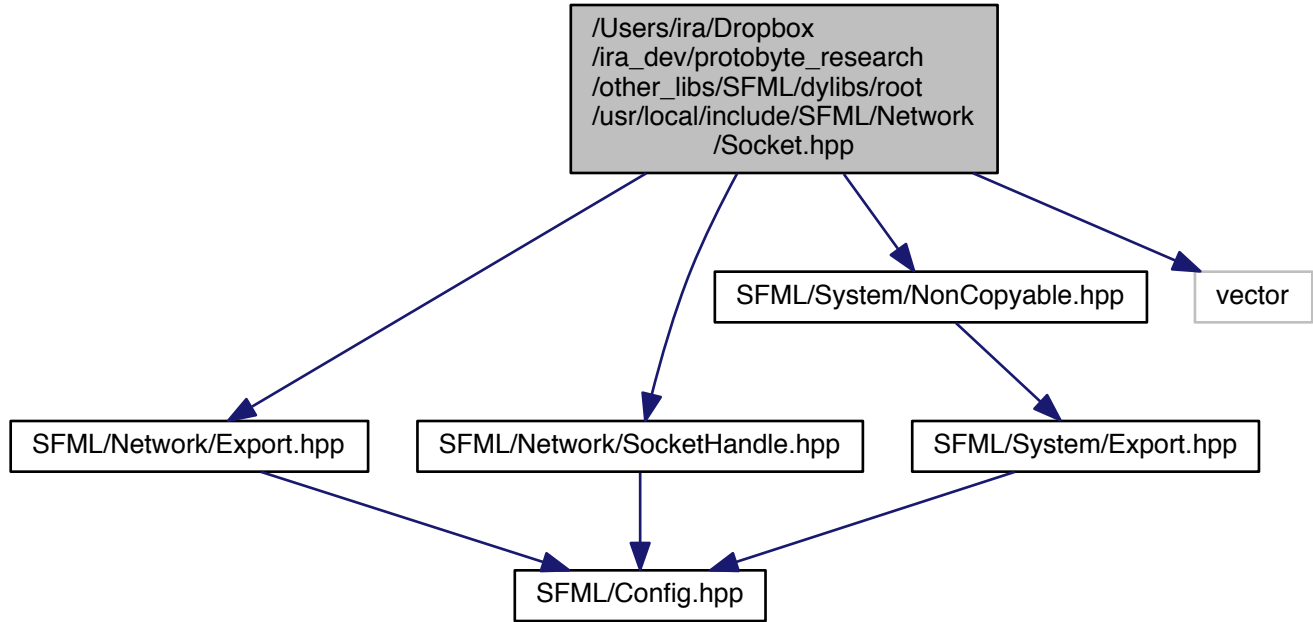 /Users/ira/Dropbox
/ira_dev/protobyte_research
/other_libs/SFML/dylibs/root
/usr/local/include/SFML/Network
/Socket.hpp
SFML/System/NonCopyable.hpp
vector
SFML/Network/Export.hpp
SFML/Network/SocketHandle.hpp
SFML/System/Export.hpp
SFML/Config.hpp